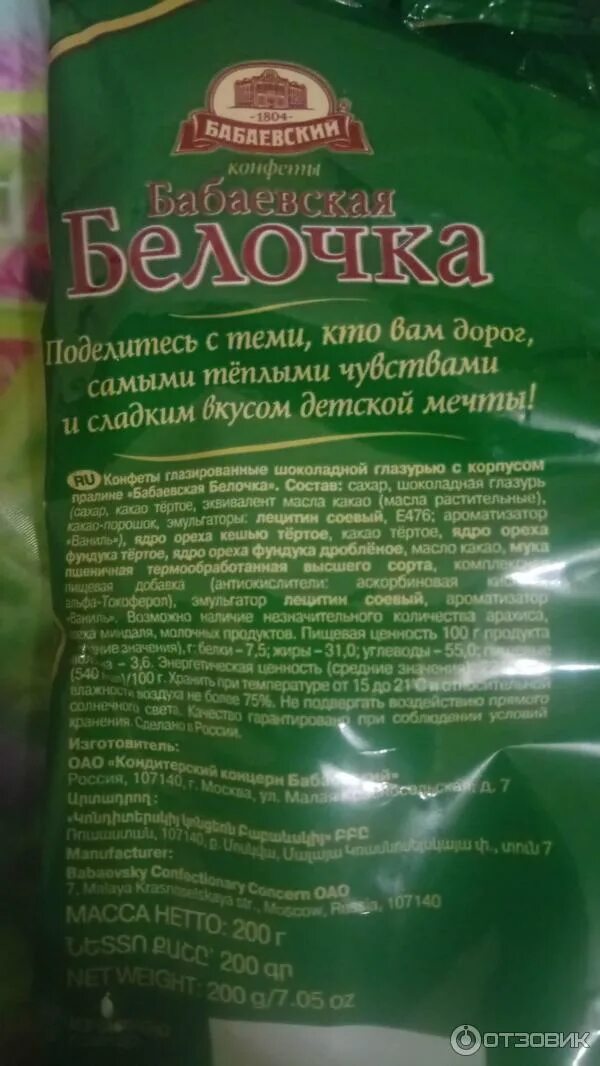 1804
БАБАЕВСКИЙ
конфеты
Бабаевская
Белочка
Поделитесь с теми, кто вам дорог,
самыми тёплыми чувствами
и сладким вкусом детской мечты!
RU Конфеты глазированные шоколадной глазурью с корпусом
пралине «Бабаевская Белочка». Состав: сахар, шоколадная глазурь
(сахар, какао тёртое, эквивалент масла какао (масла растительные),
какао-порошок, эмульгаторы: лецитин соевый, Е476; ароматизатор
«Ваниль»), ядро ореха кешью тёртое, какао тёртое, ядро ореха
фундука тёртое, ядро ореха фундука дроблёное, масло какао, мука
пшеничная термообработанная высшего сорта,
пищевая добавка (антиокислители: аскорбиновая
альфа-Токоферол), эмульгатор лецитин соевый, ароматизатор
«Ваниль». Возможно наличие незначительного количества арахиса,
миндаля, молочных продуктов. Пищевая ценность 100 г продукта
значения), г: белки – 7,5; жиры – 31,0; углеводы – 55,0;
– 3,6. Энергетическая ценность (средние значения):
(540 /100 г. Хранить при температуре от 15 до 21°С и относительной
влажности воздуха не более 75%. Не подвергать воздействию прямого
солнечного света. Качество гарантировано при соблюдении условий
хранения. Сделано в России.
Изготовитель:
ОАО «Кондитерский концерн Бабаевский»
Россия, 107140, г. Москва, ул. Малая д. 7
Արտադրող :
107140, 7
Manufacturer:
Babaevsky Confectionary Concern OAO
7, Malaya Krasnoselskaya str., Moscow, Russia, 107140
МАССА НЕТТО: 200 г
ՆԵՏՏՈ ՔԱՇԸ՝ 200 գր
NET WEIGHT: 200 g/7.05 oz
ОТЗОВИК